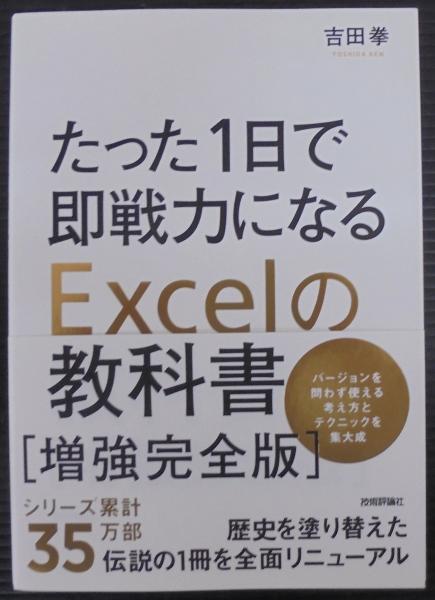 吉田 拳
YOSHIDA KEN
たった1日で
即戦力になる
Excelの
教科書
[増強完全版]
バージョンを
問わず使える
考え方と
テクニックを
集大成
技術評論社
シリーズ累計
35万部
歴史を塗り替えた
伝説の1冊を全面リニューアル